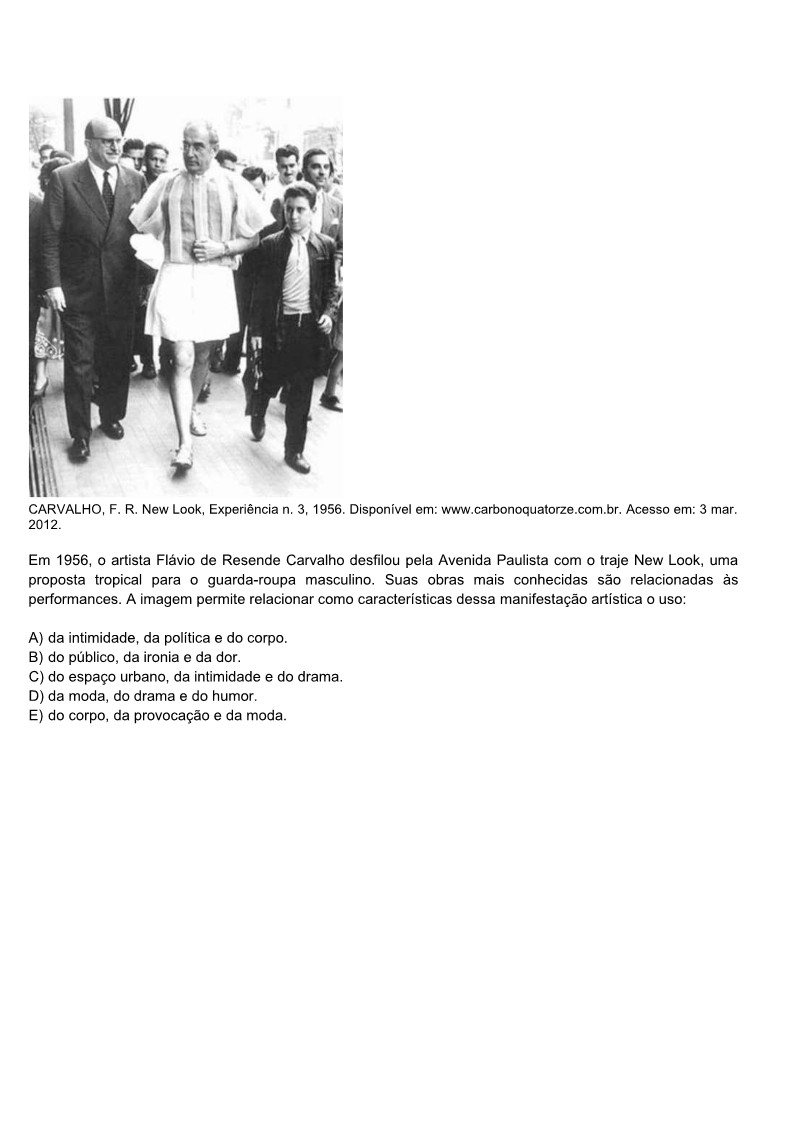 CARVALHO, F. R. New Look, Experiência n. 3, 1956. Disponível em: www.carbonoquatorze.com.br. Acesso em: 3 mar.
2012.
Em 1956, o artista Flávio de Resende Carvalho desfilou pela Avenida Paulista com o traje New Look, uma
proposta tropical para o guarda-roupa masculino. Suas obras mais conhecidas são relacionadas às
performances. A imagem permite relacionar como características dessa manifestação artística o uso:
A) da intimidade, da política e do corpo.
B) do público, da ironia e da dor.
C) do espaço urbano, da intimidade e do drama.
D) da moda, do drama e do humor.
E) do corpo, da provocação e da moda.